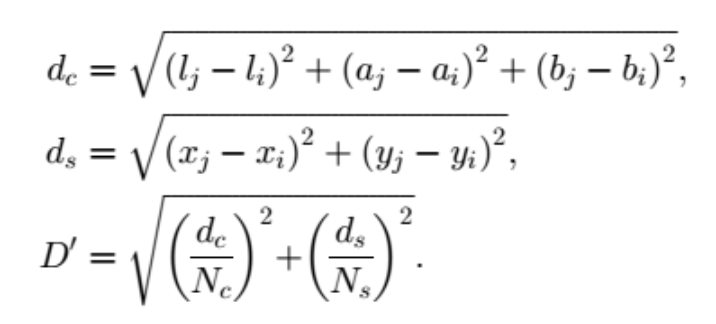 d_c = \sqrt{(l_j - l_i)^2 + (a_j - a_i)^2 + (b_j - b_i)^2},
d_s = \sqrt{(x_j - x_i)^2 + (y_j - y_i)^2},
D' = \sqrt{\left(\frac{d_c}{N_c}\right)^2 + \left(\frac{d_s}{N_s}\right)^2}.